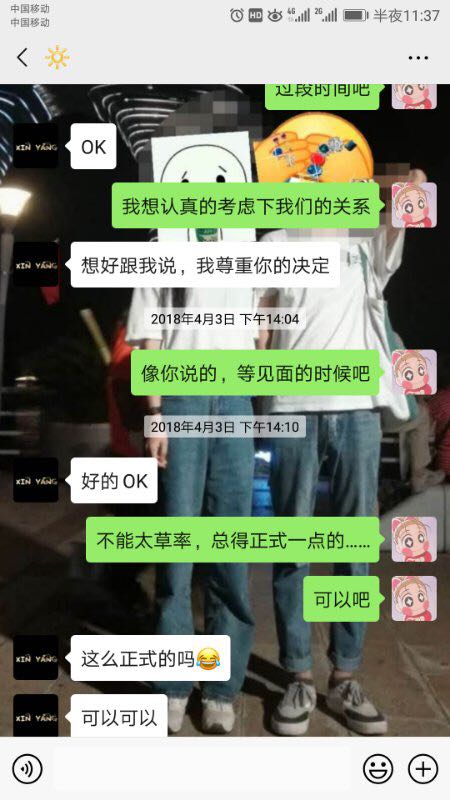 中国移动
中国移动
HD
4G
2G
半夜11:37
过段时间吧
XIN YANG
OK
我想认真的考虑下我们的关系
XIN YANG
想好跟我说，我尊重你的决定
2018年4月3日 下午14:04
像你说的，等见面的时候吧
2018年4月3日 下午14:10
XIN YANG
好的OK
不能太草率，总得正式一点的……
可以吧
XIN YANG
这么正式的吗😂
XIN YANG
可以可以